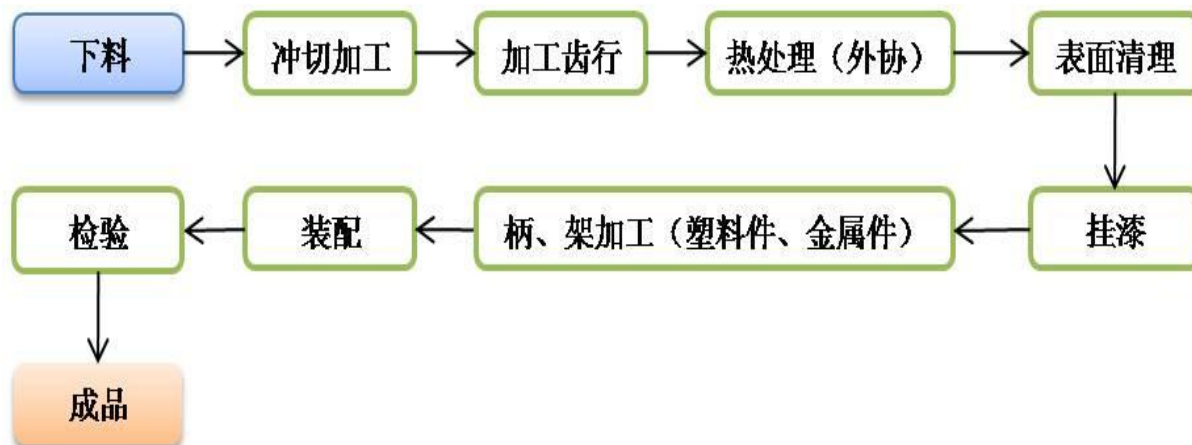 下料
冲切加工
加工齿行
热处理（外协）
表面清理
挂漆
柄、架加工（塑料件、金属件）
装配
检验
成品